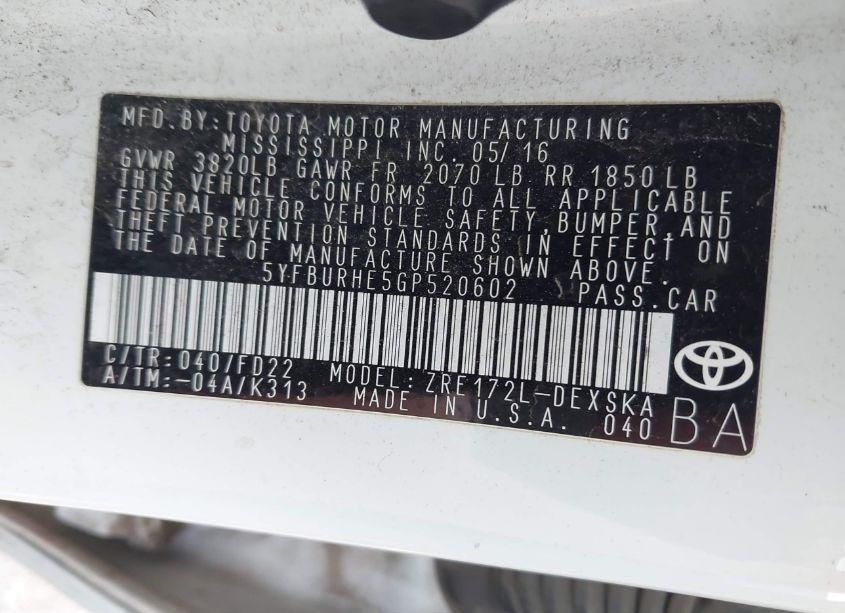 MFD. BY: TOYOTA MOTOR MANUFACTURING
MISSISSIPPI INC. 05/16
GVWR 3820LB GAWR FR 2070 LB RR 1850 LB
THIS VEHICLE CONFORMS TO ALL APPLICABLE
FEDERAL MOTOR VEHICLE SAFETY, BUMPER, AND
THEFT PREVENTION STANDARDS IN EFFECT ON
THE DATE OF MANUFACTURE SHOWN ABOVE.
5YFBURHE5GP520602 PASS. CAR
C/TR: 040/FD22
A/TM: -04A/K313
MODEL: ZRE172L-DEXSKA
MADE IN U.S.A. 040
BA